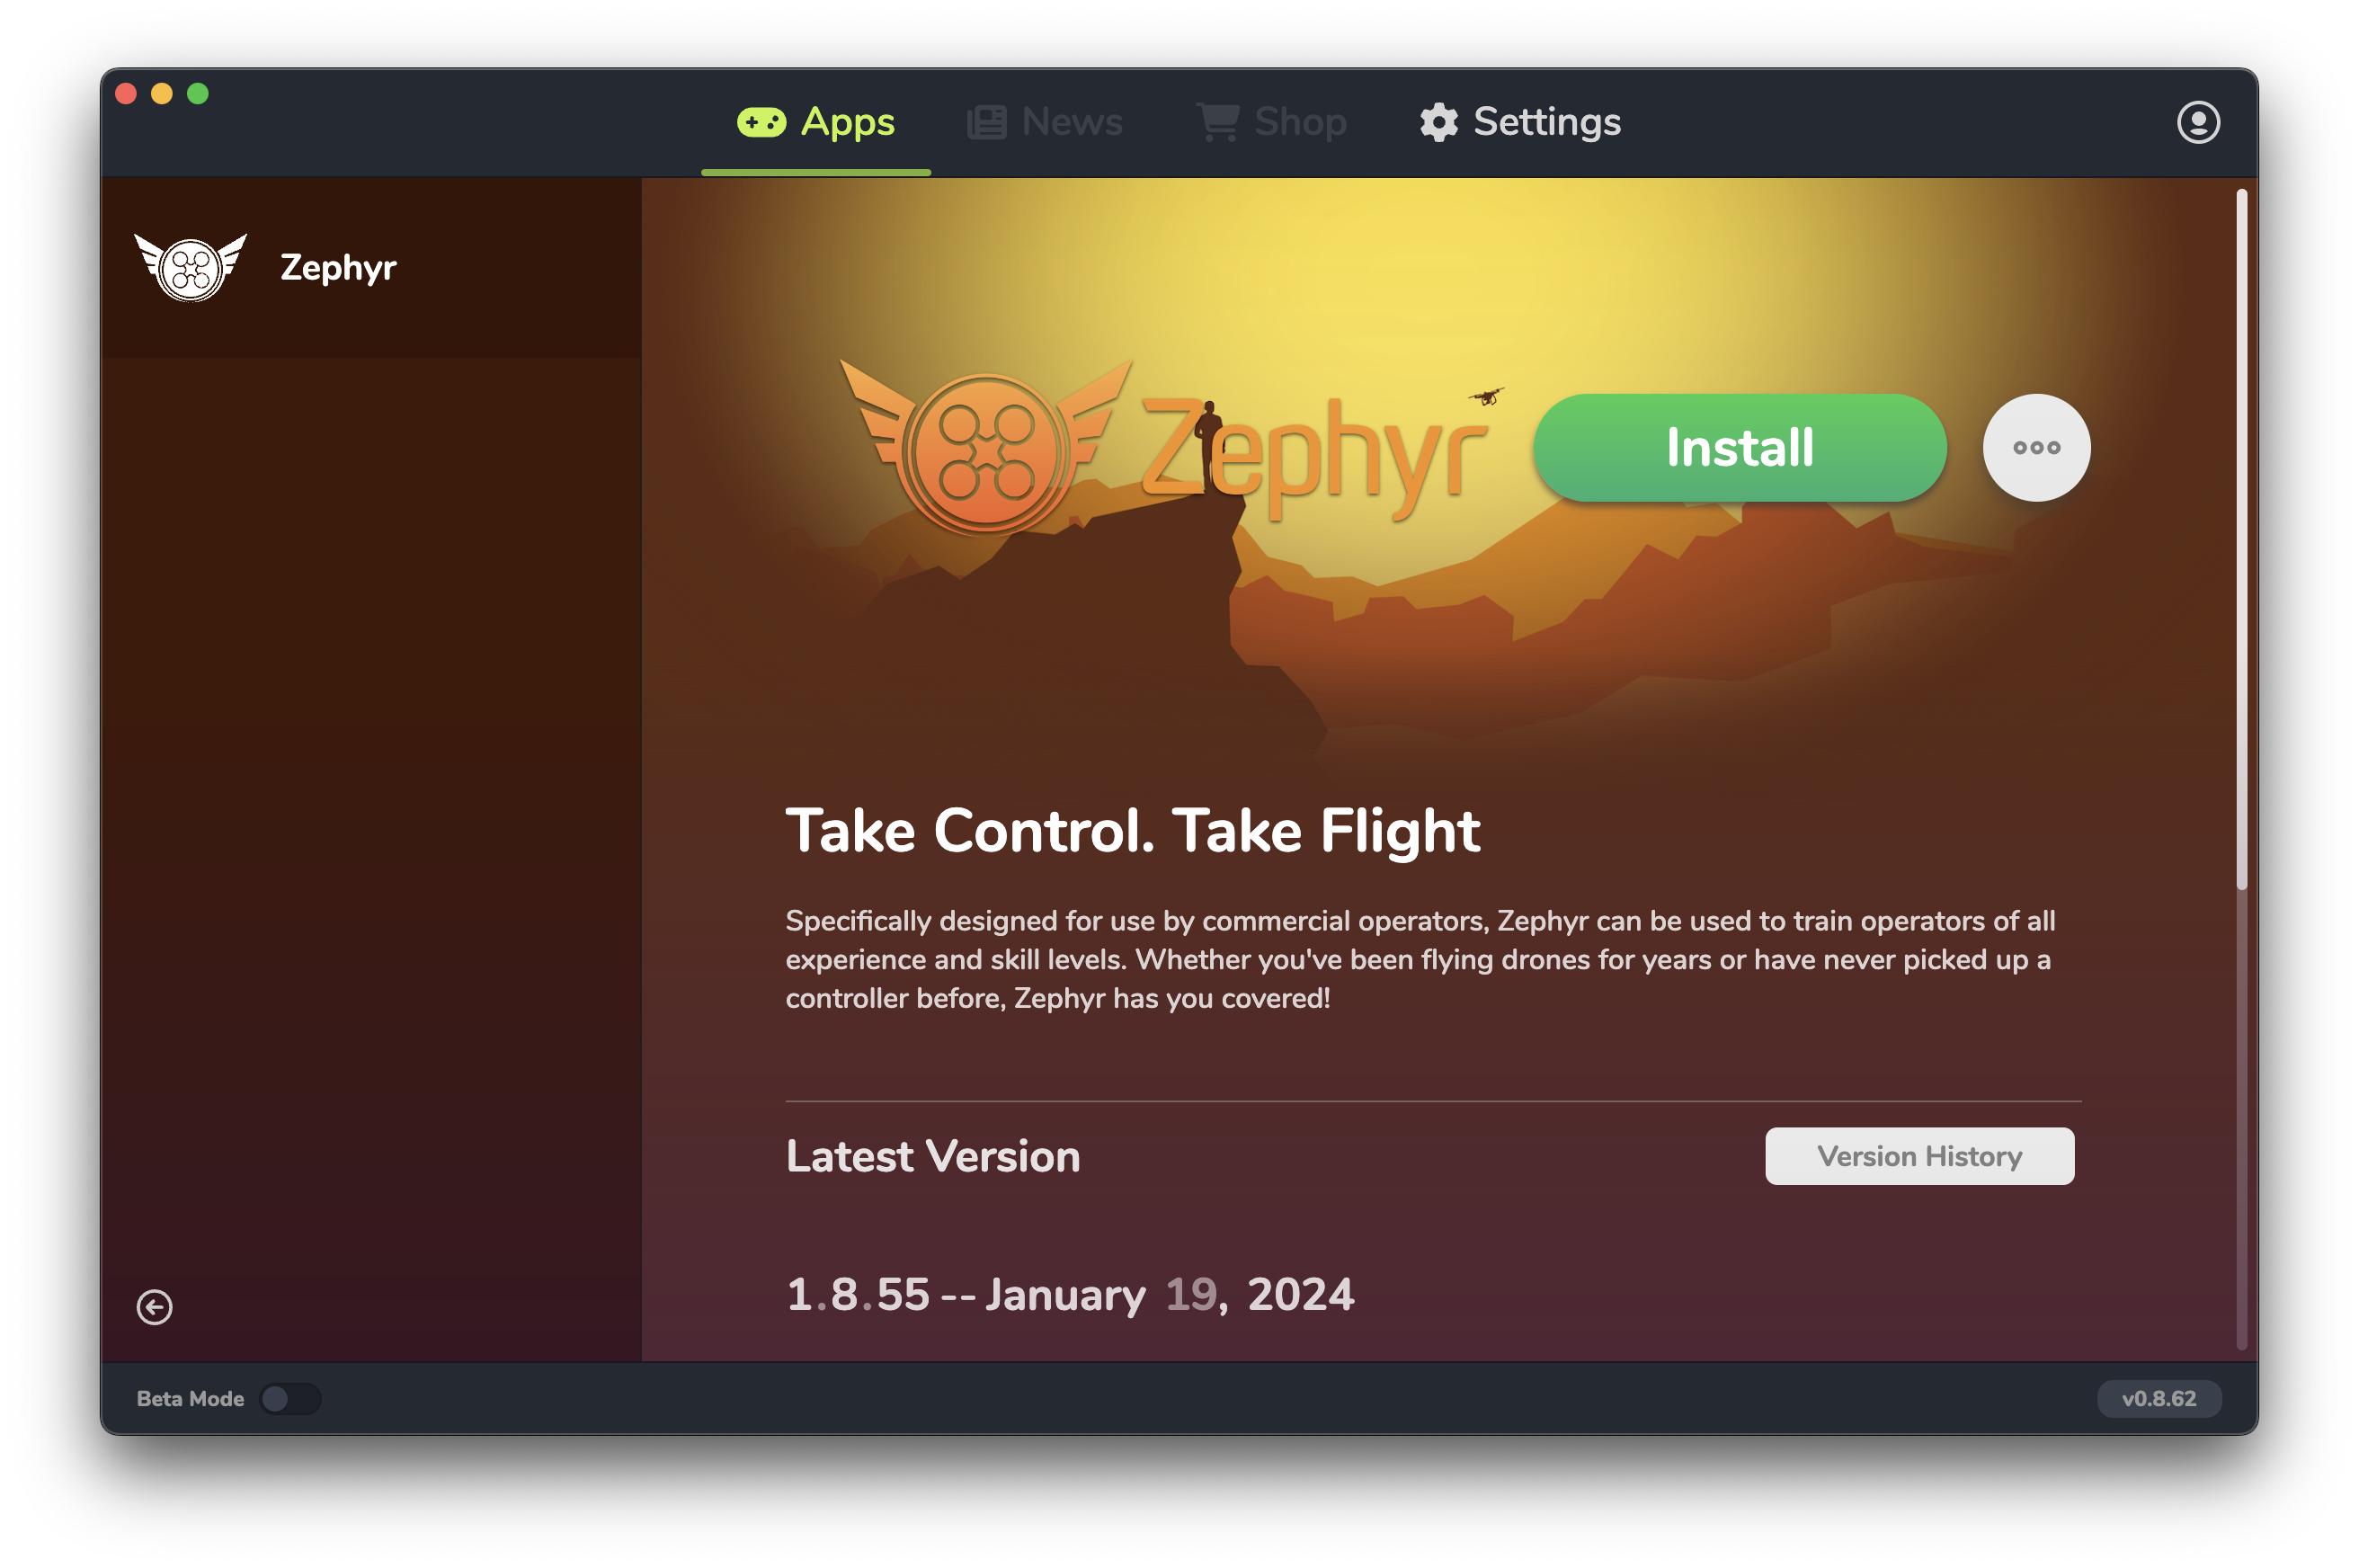 Apps
News
Shop
Settings
Zephyr
Zephyr
Install
Take Control. Take Flight
Specifically designed for use by commercial operators, Zephyr can be used to train operators of all
experience and skill levels. Whether you've been flying drones for years or have never picked up a
controller before, Zephyr has you covered!
Latest Version
Version History
1.8.55 -- January 19, 2024
Beta Mode
v0.8.62